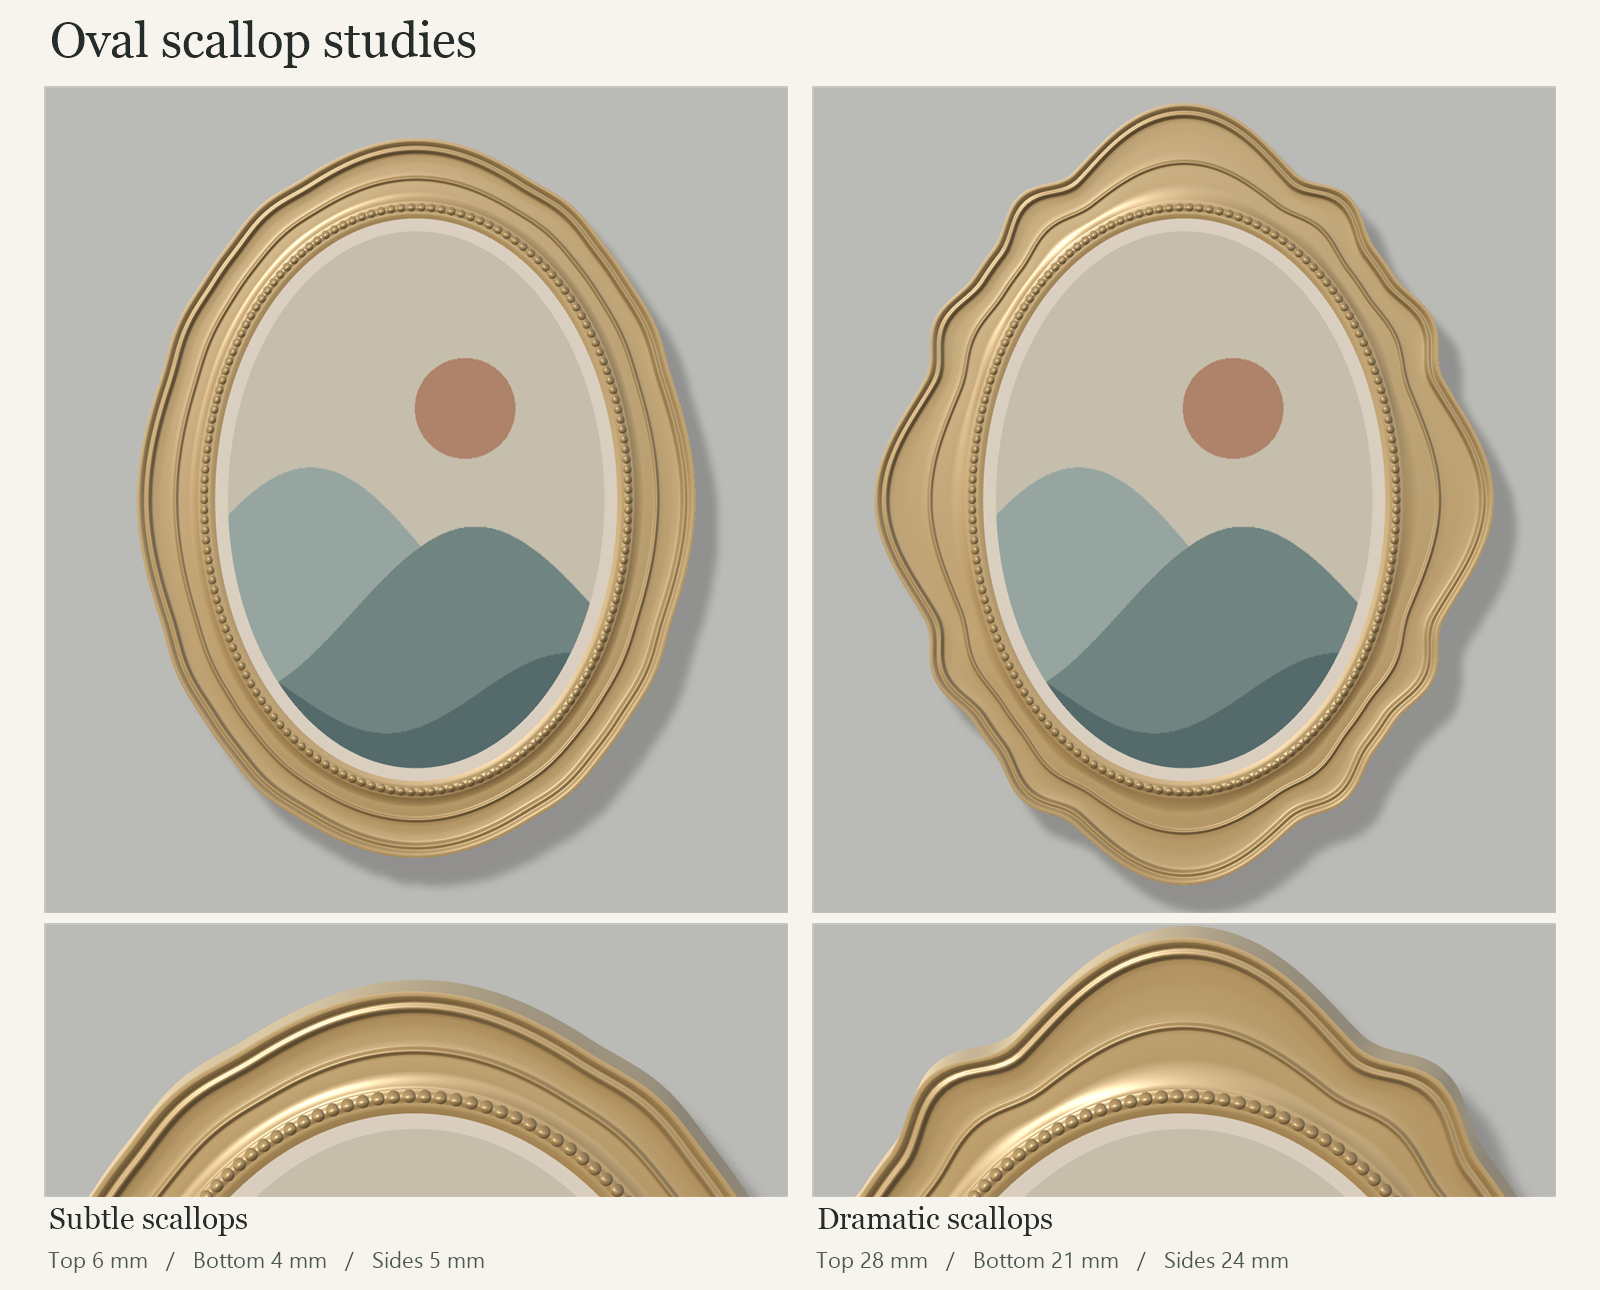 Oval scallop studies
Subtle scallops
Top 6 mm / Bottom 4 mm / Sides 5 mm
Dramatic scallops
Top 28 mm / Bottom 21 mm / Sides 24 mm